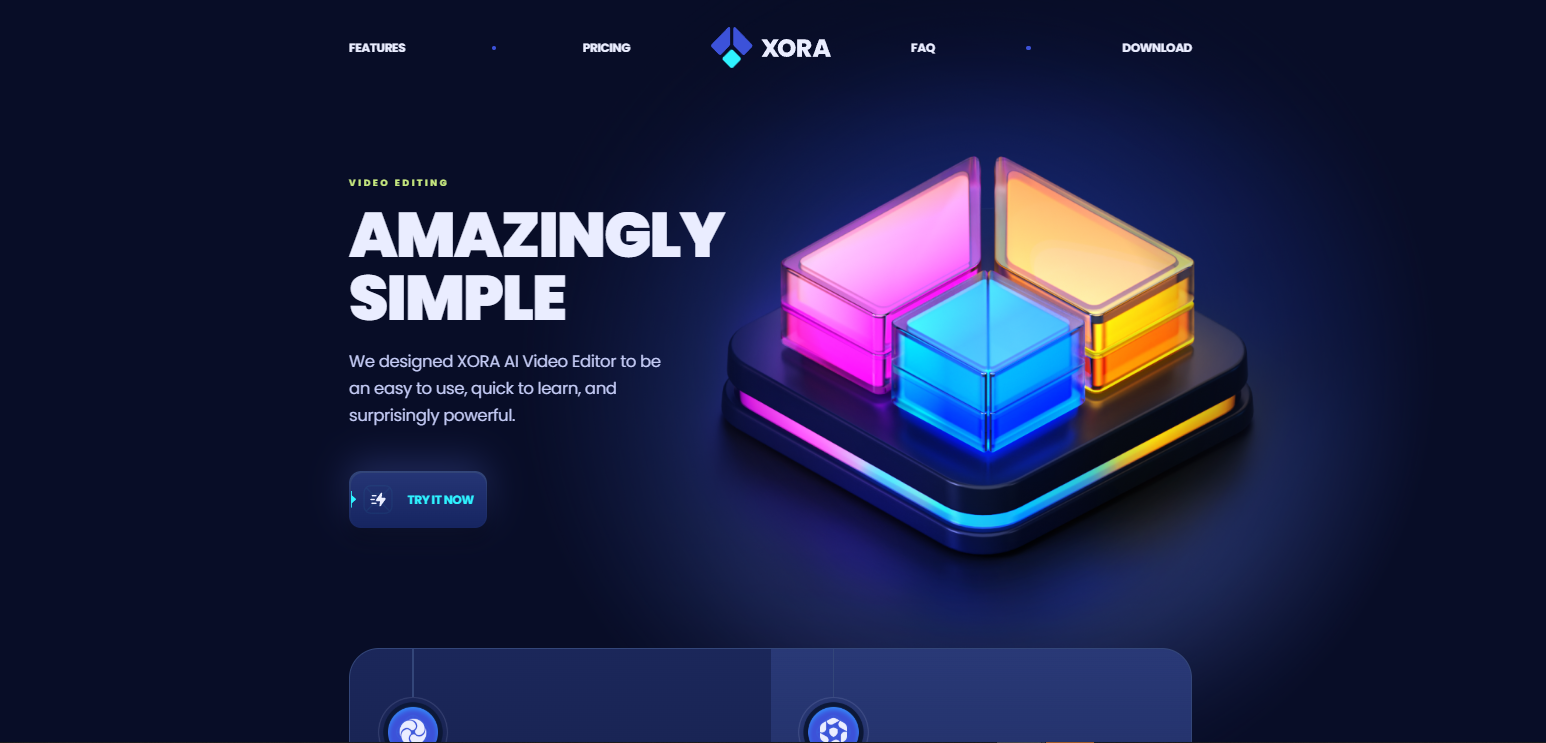 FEATURES
PRICING
XORA
FAQ
DOWNLOAD
VIDEO EDITING
AMAZINGLY
SIMPLE
We designed XORA AI Video Editor to be
an easy to use, quick to learn, and
surprisingly powerful.
TRY IT NOW